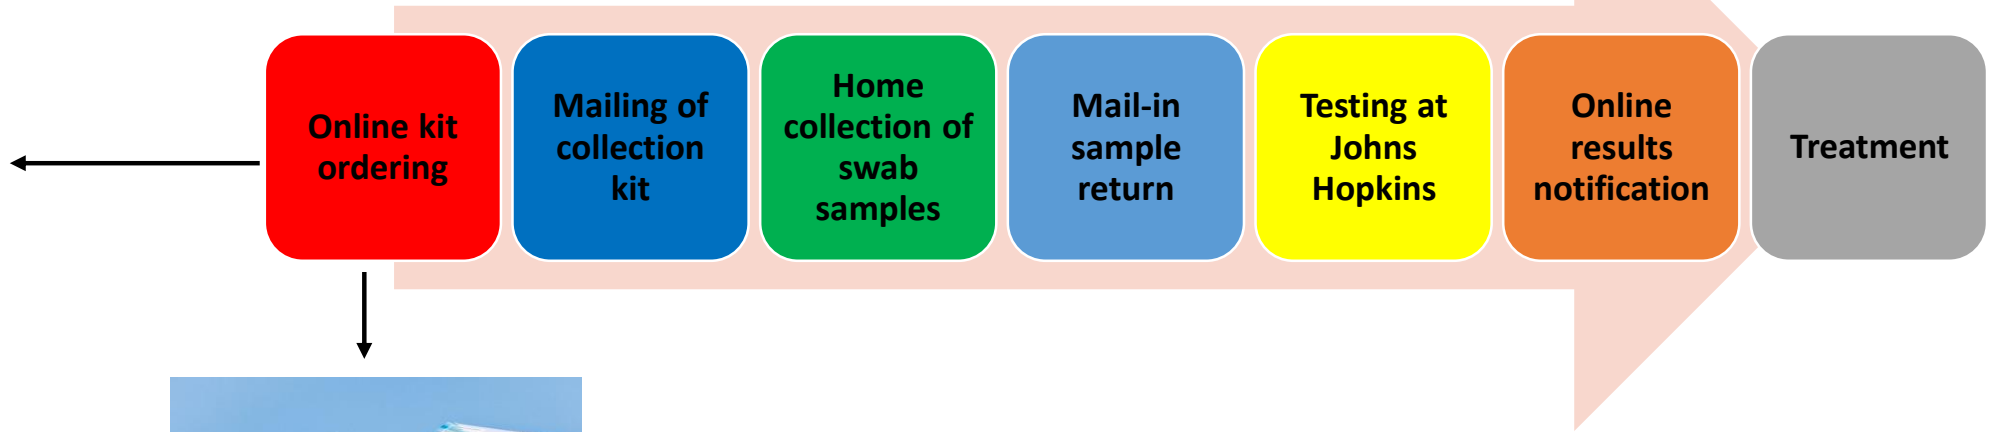 Online kit
ordering
Mailing of
collection
kit
Home
collection of
swab
samples
Mail-in
sample
return
Testing at
Johns
Hopkins
Online
results
notification
Treatment